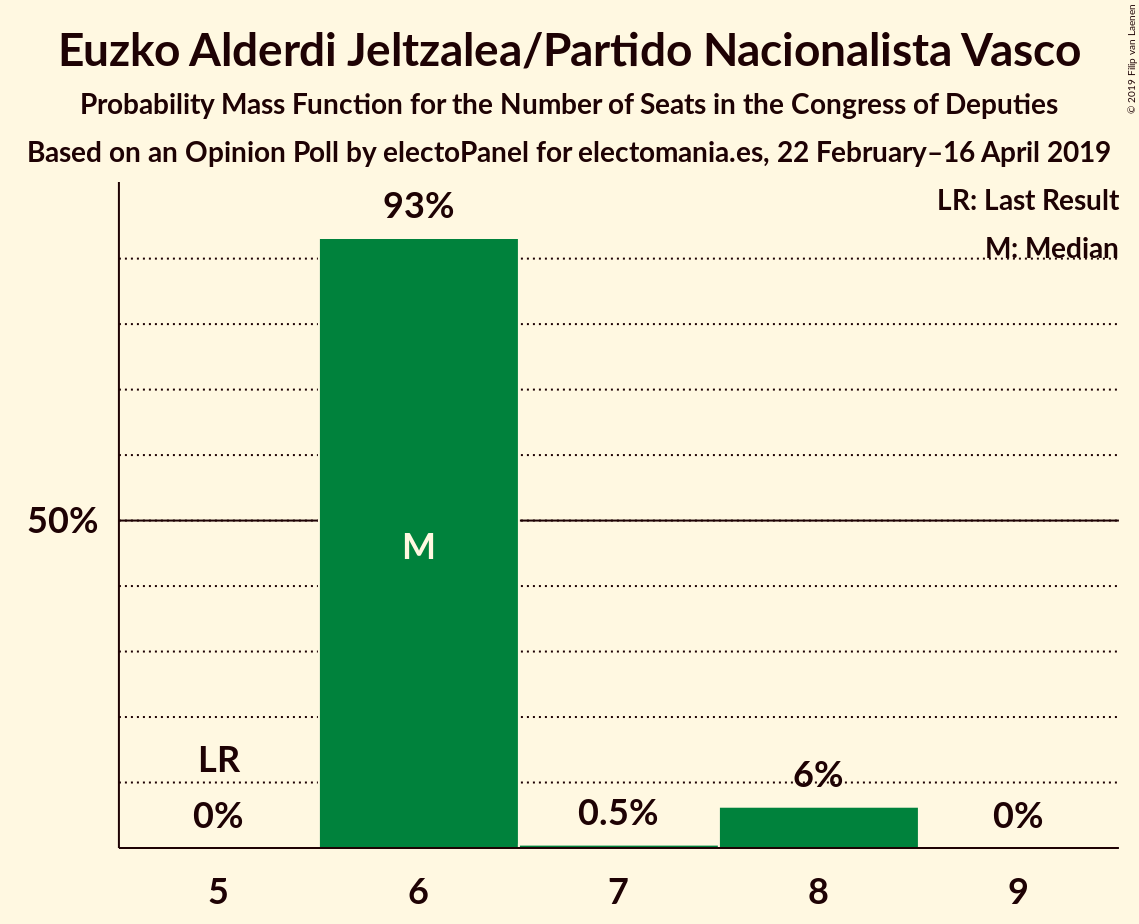 Euzko Alderdi Jeltzalea/Partido Nacionalista Vasco
Probability Mass Function for the Number of Seats in the Congress of Deputies
Based on an Opinion Poll by electoPanel for electomania.es, 22 February–16 April 2019
© 2019 Filip van Laenen
LR: Last Result
M: Median
93%
50%
M
LR
0%
0.5%
6%
0%
5 6 7 8 9